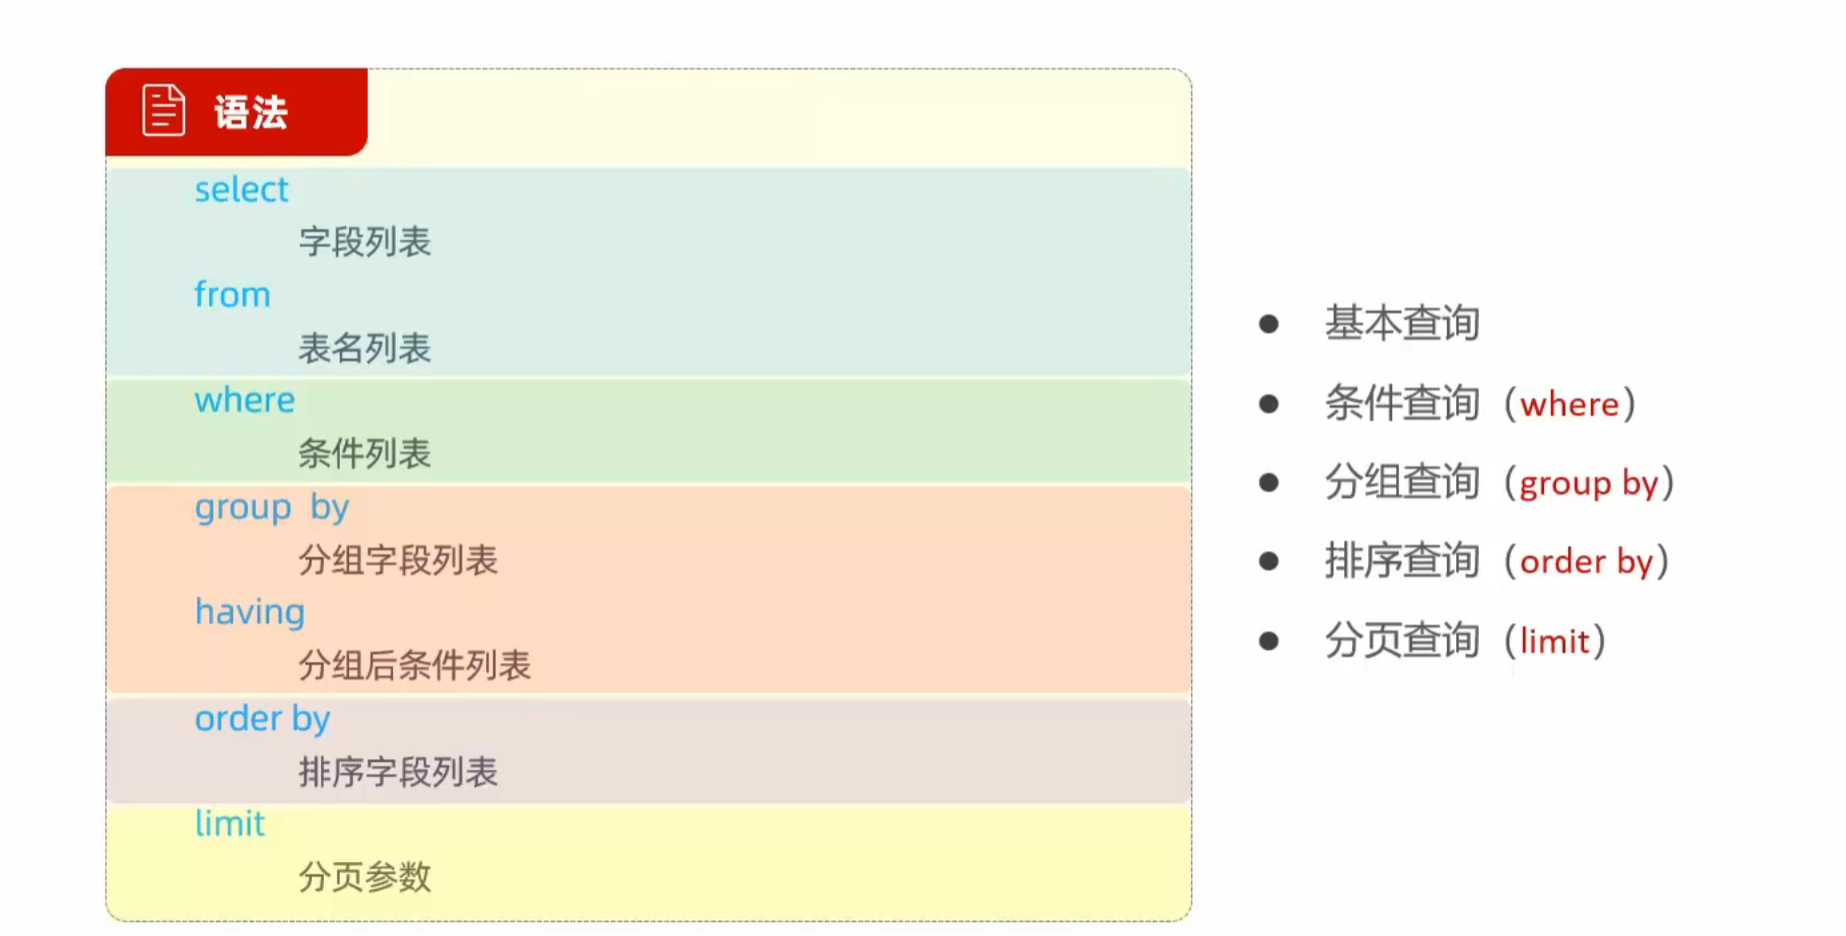 语法
select
字段列表
from
表名列表
where
条件列表
group by
分组字段列表
having
分组后条件列表
order by
排序字段列表
limit
分页参数
基本查询
条件查询（where）
分组查询（group by）
排序查询（order by）
分页查询（limit）